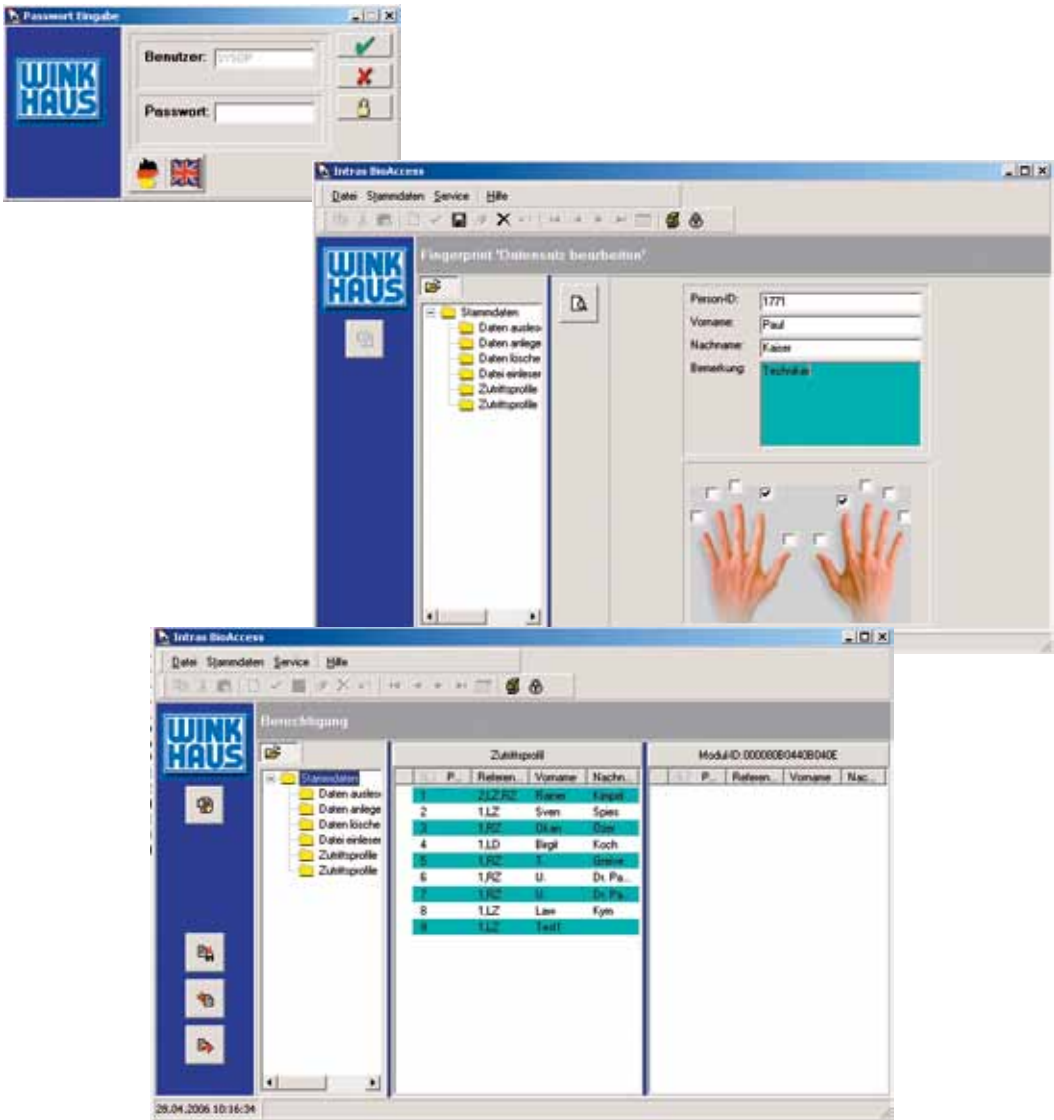 Passwort Eingabe
WINK
HAUS
Benutzer: SYSOP
Passwort:
Intras BioAccess
Datei Stammdaten Service Hilfe
WINK
HAUS
Fingerprint 'Datensatz bearbeiten'
Stammdaten
Daten ausles
Daten anlege
Daten lösche
Datei einlesen
Zutrittsprofile
Zutrittsprofile
Person-ID: 1771
Vorname: Paul
Nachname: Kaiser
Bemerkung: Techniker
Intras BioAccess
Datei Stammdaten Service Hilfe
WINK
HAUS
Berechtigung
Stammdaten
Daten ausles
Daten anlege
Daten lösche
Datei einlesen
Zutrittsprofile
Zutrittsprofile
Zutrittsprofil
P... Referen... Vorname Nachn...
1 2,LZ,RZ Rainer
2 1,LZ Sven Spies
3 1,RZ
4 1,LD Birgit Koch
5 1,RZ T.
6 1,RZ U. Dr. Pa...
7 1,RZ U. Dr. Pa...
8 1,LZ Law Kym
9 1,LZ Test1
Modul-ID:000080B0440B040E
P... Referen... Vorname Nac...
28.04.2006 10:16:34